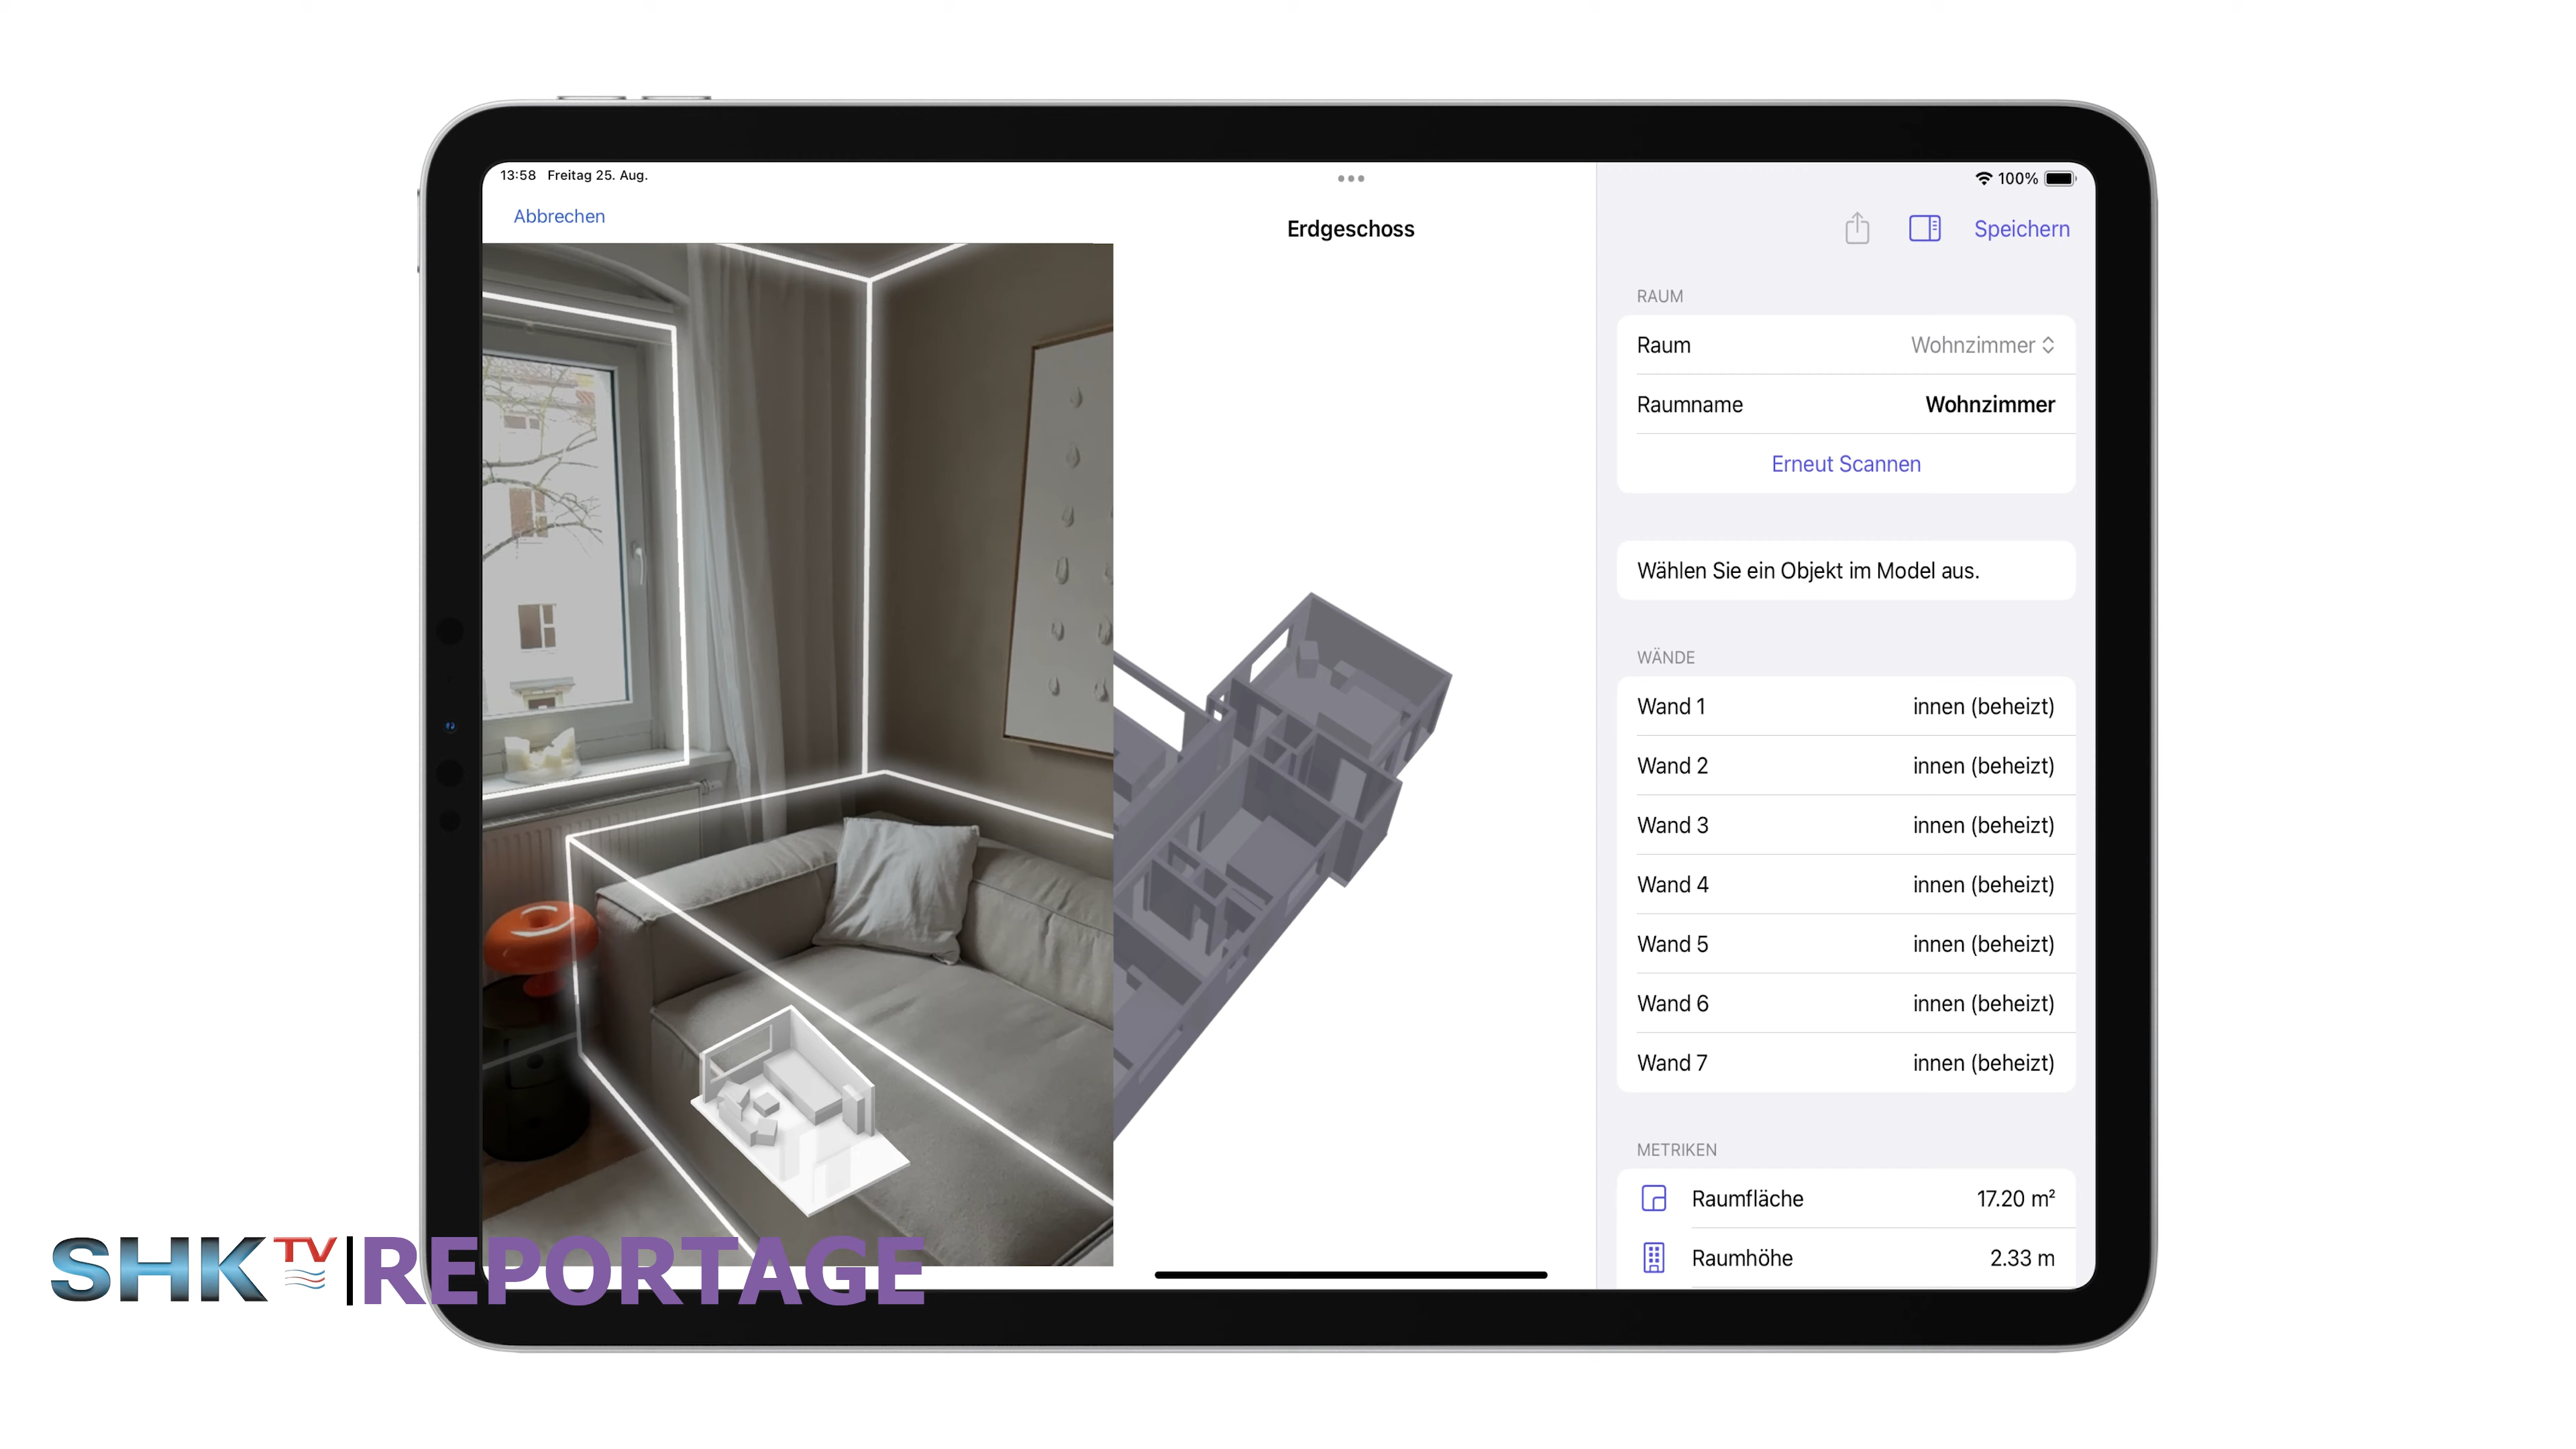 13:58 Freitag 25. Aug.
100%
Abbrechen
Erdgeschoss
Speichern
RAUM
Raum Wohnzimmer
Raumname Wohnzimmer
Erneut Scannen
Wählen Sie ein Objekt im Model aus.
WÄNDE
Wand 1 innen (beheizt)
Wand 2 innen (beheizt)
Wand 3 innen (beheizt)
Wand 4 innen (beheizt)
Wand 5 innen (beheizt)
Wand 6 innen (beheizt)
Wand 7 innen (beheizt)
METRIKEN
Raumfläche 17.20 m²
Raumhöhe 2.33 m
SHK TV | REPORTAGE